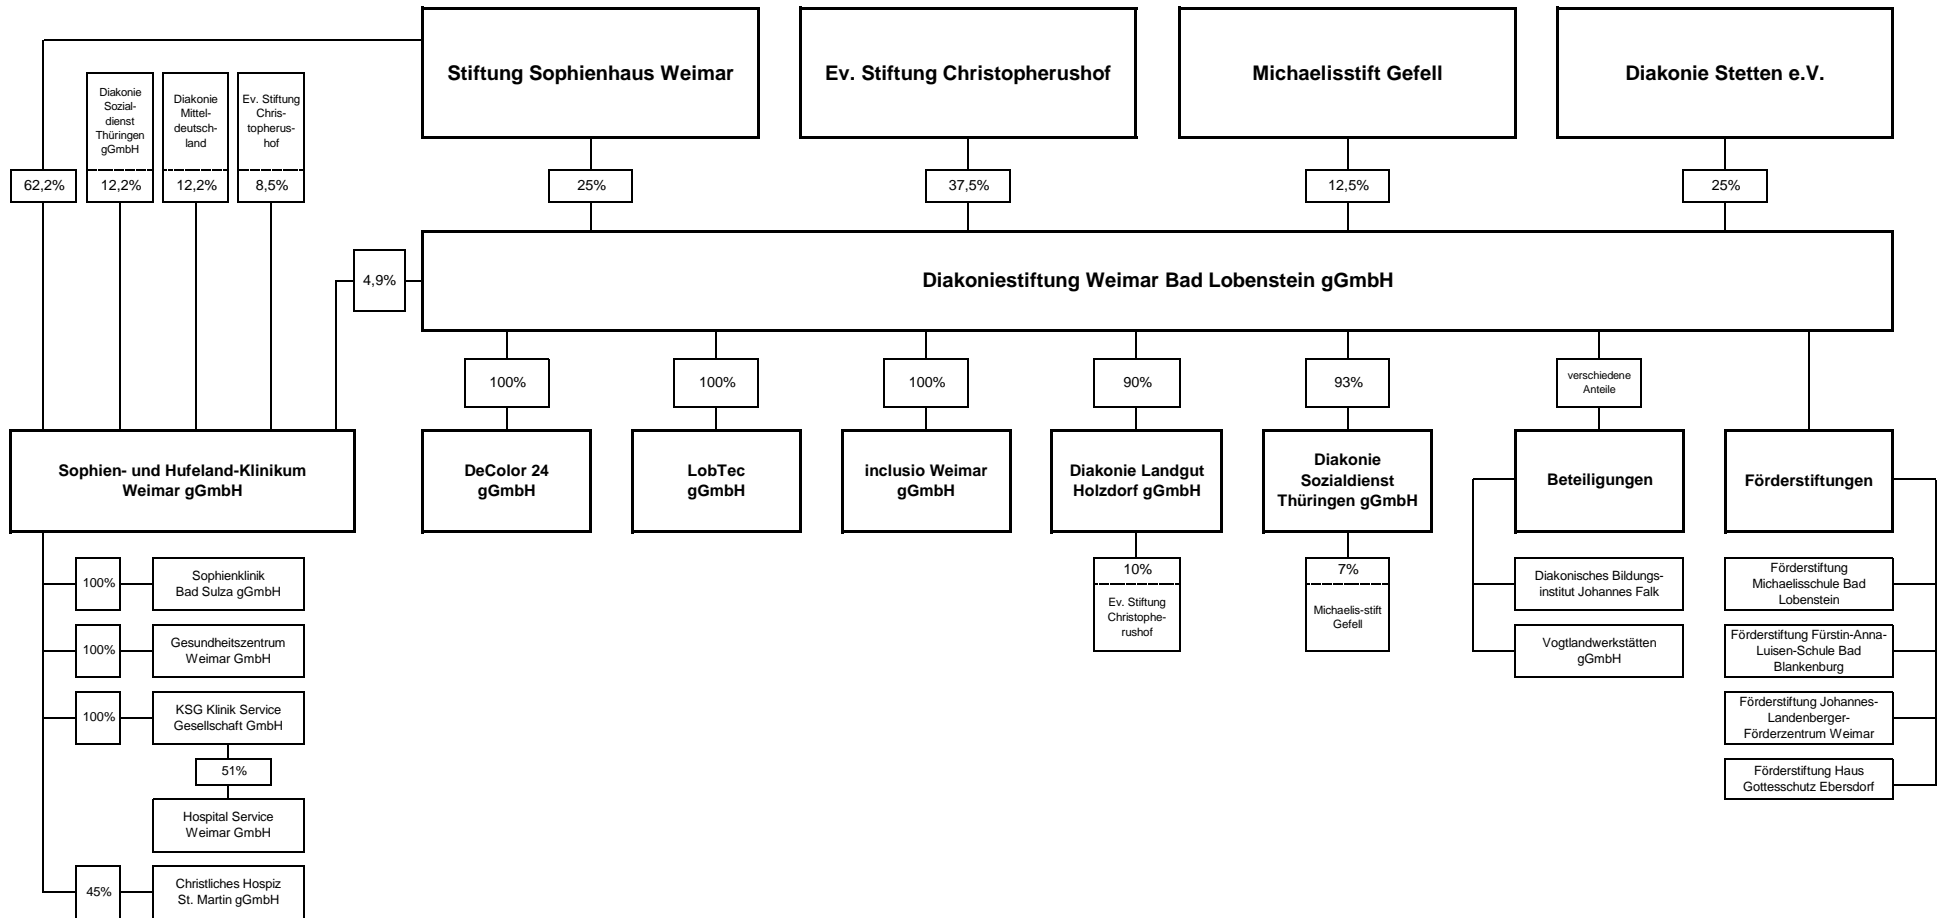 Stiftung Sophienhaus Weimar
Ev. Stiftung Christopherushof
Michaelisstift Gefell
Diakonie Stetten e.V.
Diakonie
Sozial-
dienst
Thüringen
gGmbH
Diakonie
Mittel-
deutsch-
land
Ev. Stiftung
Chris-
topherus-
hof
62,2%
12,2%
12,2%
8,5%
25%
37,5%
12,5%
25%
4,9%
Diakoniestiftung Weimar Bad Lobenstein gGmbH
100%
100%
100%
90%
93%
verschiedene
Anteile
Sophien- und Hufeland-Klinikum
Weimar gGmbH
DeColor 24
gGmbH
LobTec
gGmbH
inclusio Weimar
gGmbH
Diakonie Landgut
Holzdorf gGmbH
Diakonie
Sozialdienst
Thüringen gGmbH
Beteiligungen
Förderstiftungen
100%
Sophienklinik
Bad Sulza gGmbH
100%
Gesundheitszentrum
Weimar GmbH
100%
KSG Klinik Service
Gesellschaft GmbH
51%
Hospital Service
Weimar GmbH
45%
Christliches Hospiz
St. Martin gGmbH
10%
Ev. Stiftung
Christophe-
rushof
7%
Michaelis-stift
Gefell
Diakonisches Bildungs-
institut Johannes Falk
Vogtlandwerkstätten
gGmbH
Förderstiftung
Michaelisschule Bad
Lobenstein
Förderstiftung Fürstin-Anna-
Luisen-Schule Bad
Blankenburg
Förderstiftung Johannes-
Landenberger-
Förderzentrum Weimar
Förderstiftung Haus
Gottesschutz Ebersdorf